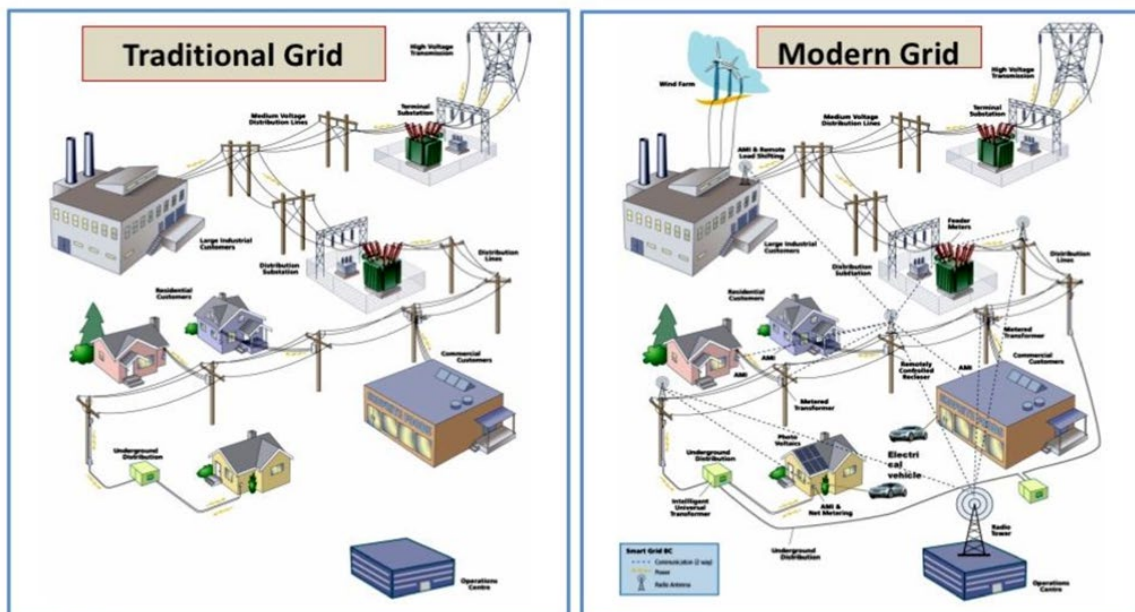 Traditional Grid
High Voltage
Transmission
Terminal
Substation
Medium Voltage
Distribution Lines
Large Industrial
Customers
Distribution
Substation
Distribution
Lines
Residential
Customers
Commercial
Customers
Underground
Distribution
Operations
Centre
Modern Grid
Wind Farm
High Voltage
Transmission
Terminal
Substation
Medium Voltage
Distribution Lines
AMI & Remote
Load Shifting
Large Industrial
Customers
Feeder
Meters
Distribution
Substation
Distribution
Lines
Residential
Customers
Metered
Transformer
Commercial
Customers
AMI
AMI
AMI
Remotely
Controlled
Recloser
Metered
Transformer
Photo
Voltaics
Electri
cal
vehicle
Underground
Distribution
Intelligent
Universal
Transformer
AMI &
Net Metering
Underground
Distribution
Radio
Tower
Operations
Centre
Smart Grid BC
Communication (2 way)
Power
Radio Antenna